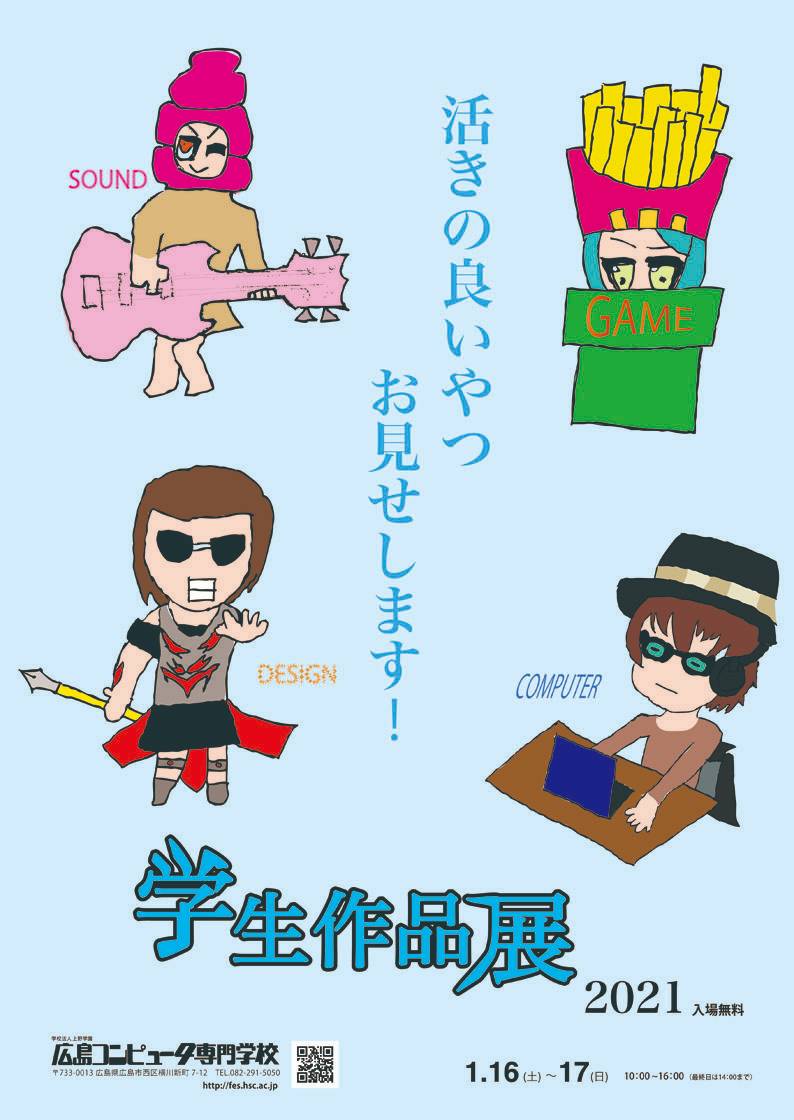 SOUND
活きの良いやつ
お見せします！
GAME
DESIGN
COMPUTER
学生作品展
2021 入場無料
学校法人上野学園
広島コンピュータ専門学校
〒733-0013 広島県広島市西区横川新町 7-12 TEL.082-291-5050
http://fes.hsc.ac.jp
1.16(土)～17(日) 10:00~16:00（最終日は14:00まで）